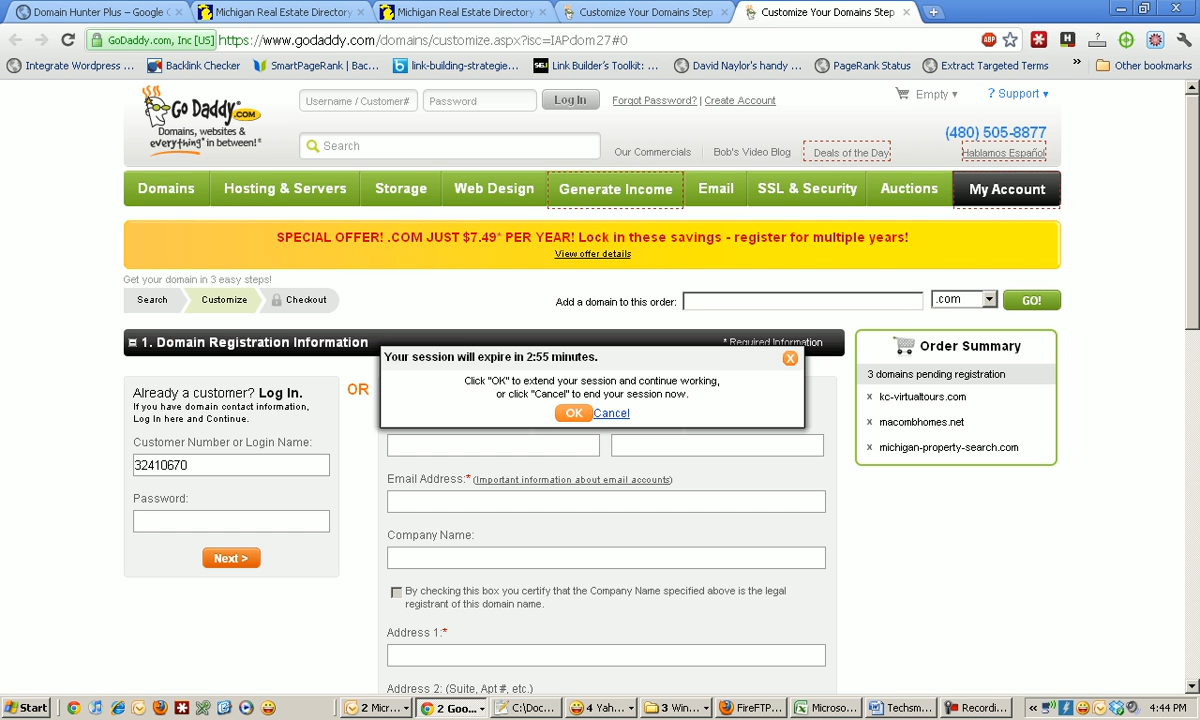 Domain Hunter Plus – Google C
Michigan Real Estate Directory
Michigan Real Estate Directory
Customize Your Domains Step
Customize Your Domains Step
GoDaddy.com, Inc [US]
https://www.godaddy.com/domains/customize.aspx?isc=IAPdom27#0
Integrate Wordpress ...
Backlink Checker
SmartPageRank | Bac...
link-building-strategie...
Link Builder's Toolkit: ...
David Naylor's handy ...
PageRank Status
Extract Targeted Terms
Other bookmarks
Go Daddy.COM
Domains, websites &
everything* in between!*
Username / Customer#
Password
Log In
Forgot Password? | Create Account
Empty
? Support
(480) 505-8877
Search
Our Commercials
Bob's Video Blog
Deals of the Day
Hablamos Español
Domains
Hosting & Servers
Storage
Web Design
Generate Income
Email
SSL & Security
Auctions
My Account
SPECIAL OFFER! .COM JUST $7.49* PER YEAR! Lock in these savings - register for multiple years!
View offer details
Get your domain in 3 easy steps!
Search
Customize
Checkout
Add a domain to this order:
.com
GO!
1. Domain Registration Information
* Required Information
Your session will expire in 2:55 minutes.
Click "OK" to extend your session and continue working,
or click "Cancel" to end your session now.
OK
Cancel
Order Summary
3 domains pending registration
x kc-virtualtours.com
x macombhomes.net
x michigan-property-search.com
Already a customer? Log In.
If you have domain contact information,
Log In here and Continue.
Customer Number or Login Name:
32410670
Password:
Next >
OR
Email Address:* (Important information about email accounts)
Company Name:
By checking this box you certify that the Company Name specified above is the legal
registrant of this domain name.
Address 1:*
Address 2: (Suite, Apt #, etc.)
Start
2 Micr...
2 Goo...
C:\Doc...
4 Yah...
3 Win...
FireFTP...
Microso...
Techsm...
Recordi...
4:44 PM